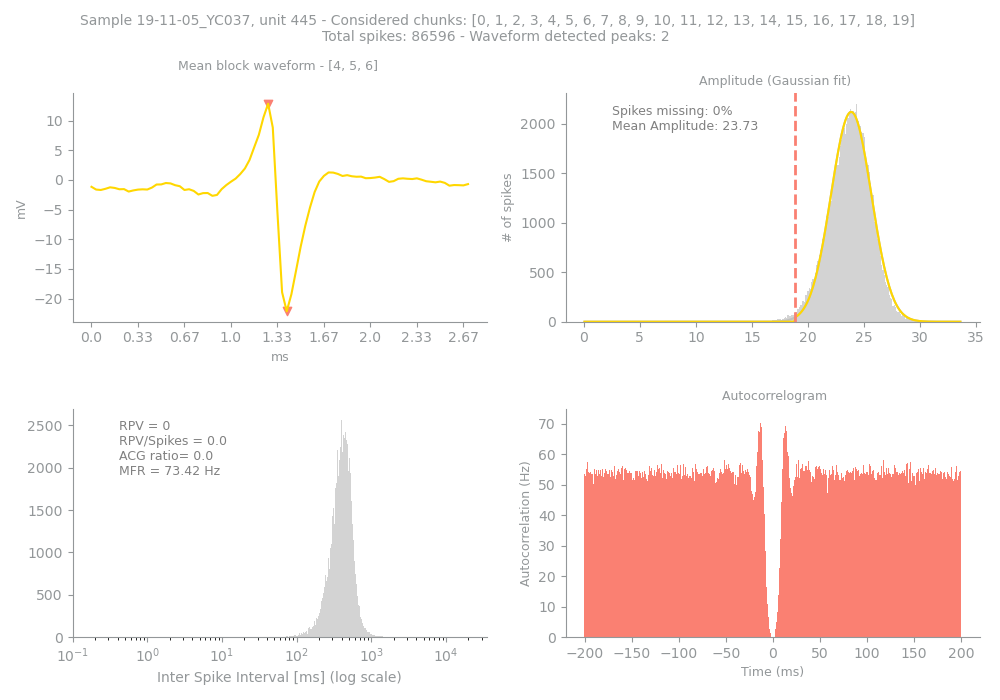 Sample 19-11-05_YC037, unit 445 - Considered chunks: [0, 1, 2, 3, 4, 5, 6, 7, 8, 9, 10, 11, 12, 13, 14, 15, 16, 17, 18, 19]
Total spikes: 86596 - Waveform detected peaks: 2
Mean block waveform - [4, 5, 6]
10
5
0
−5
−10
−15
−20
mV
0.0 0.33 0.67 1.0 1.33 1.67 2.0 2.33 2.67
ms
Amplitude (Gaussian fit)
Spikes missing: 0%
Mean Amplitude: 23.73
2000
1500
1000
500
0
# of spikes
0 5 10 15 20 25 30 35
RPV = 0
RPV/Spikes = 0.0
ACG ratio= 0.0
MFR = 73.42 Hz
2500
2000
1500
1000
500
0
10⁻¹ 10⁰ 10¹ 10² 10³ 10⁴
Inter Spike Interval [ms] (log scale)
Autocorrelogram
70
60
50
40
30
20
10
0
Autocorrelation (Hz)
−200 −150 −100 −50 0 50 100 150 200
Time (ms)